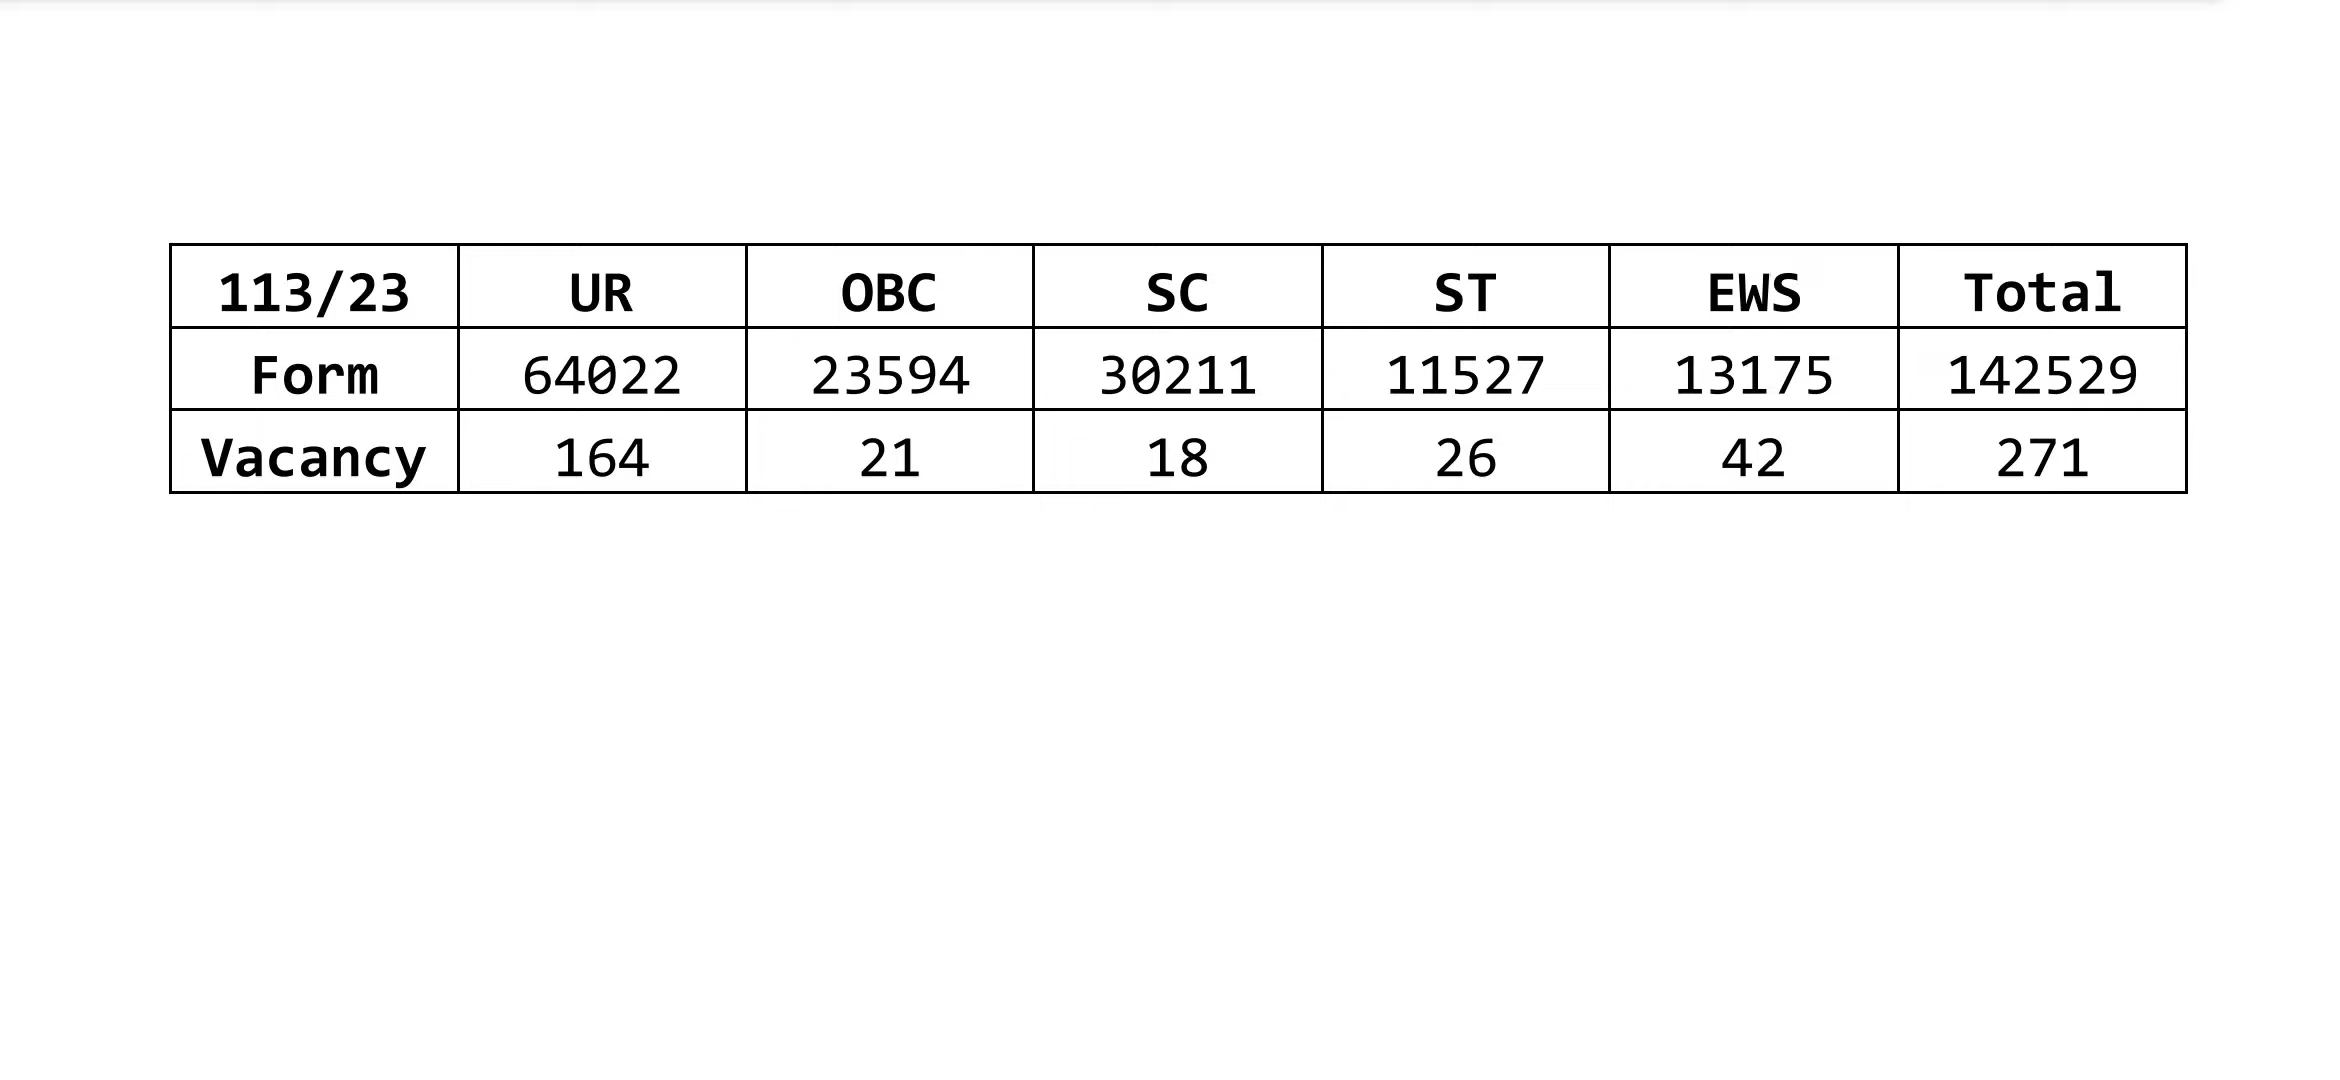 113/23 UR OBC SC ST EWS Total
Form 64022 23594 30211 11527 13175 142529
Vacancy 164 21 18 26 42 271